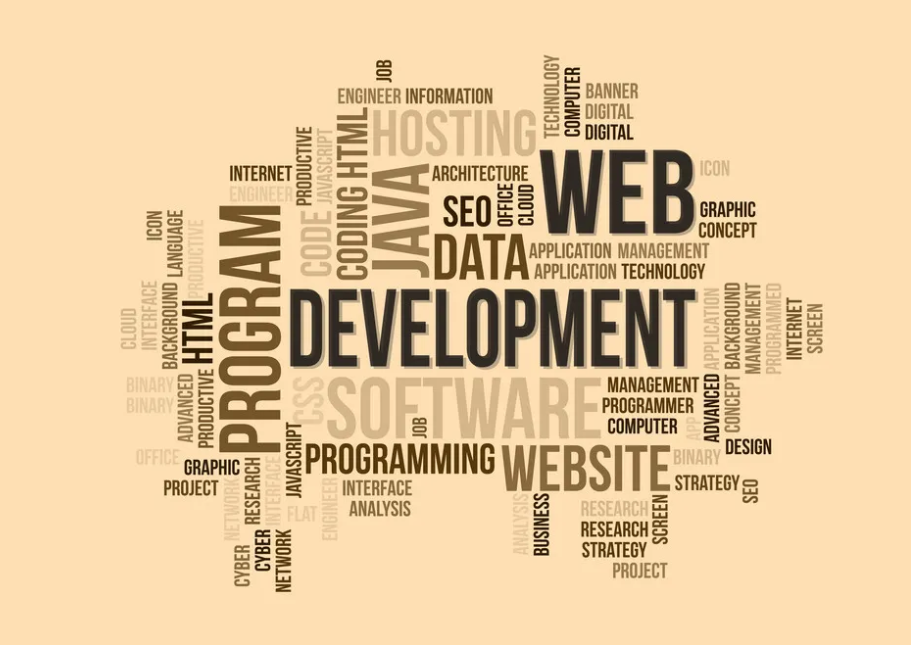 JOB
ENGINEER INFORMATION
HOSTING
TECHNOLOGY
COMPUTER
BANNER
DIGITAL
DIGITAL
INTERNET
ENGINEER
PRODUCTIVE
JAVASCRIPT
CODING HTML
CODE
JAVA
ARCHITECTURE
SEO
OFFICE
CLOUD
WEB
ICON
GRAPHIC
CONCEPT
DATA
APPLICATION MANAGEMENT
APPLICATION TECHNOLOGY
ICON
LANGUAGE
PRODUCTIVE
PROGRAM
CLOUD
INTERFACE
BACKGROUND
HTML
DEVELOPMENT
APPLICATION
BACKGROUND
MANAGEMENT
PROGRAMMED
INTERNET
SCREEN
BINARY
BINARY
ADVANCED
PRODUCTIVE
CSS
SOFTWARE
JOB
MANAGEMENT
PROGRAMMER
COMPUTER
APP
ADVANCED
CONCEPT
DESIGN
OFFICE
GRAPHIC
PROJECT
JAVASCRIPT
PROGRAMMING
WEBSITE
BINARY
STRATEGY
SEO
NETWORK
RESEARCH
INTERFACE
FLAT
ENGINEER
INTERFACE
ANALYSIS
ANALYSIS
BUSINESS
RESEARCH
RESEARCH
STRATEGY
SCREEN
PROJECT
CYBER
CYBER
NETWORK